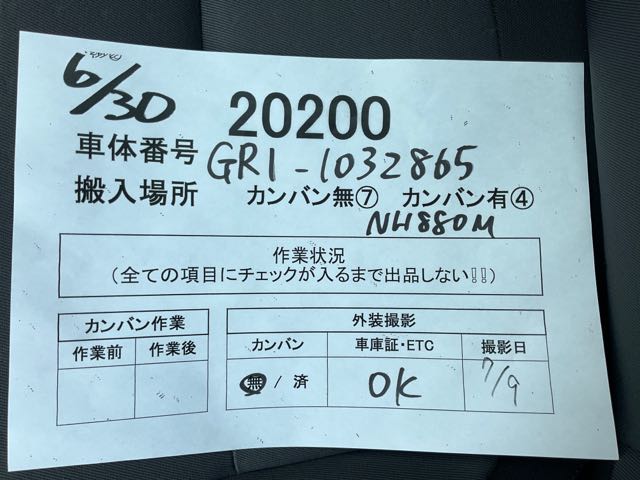 6/30
20200
車体番号 GR1-1032865
搬入場所 カンバン無⑦ カンバン有④
NH880M
作業状況
(全ての項目にチェックが入るまで出品しない!!)
カンバン作業
作業前 作業後
外装撮影
カンバン 車庫証・ETC 撮影日
無 / 済 OK 7/9